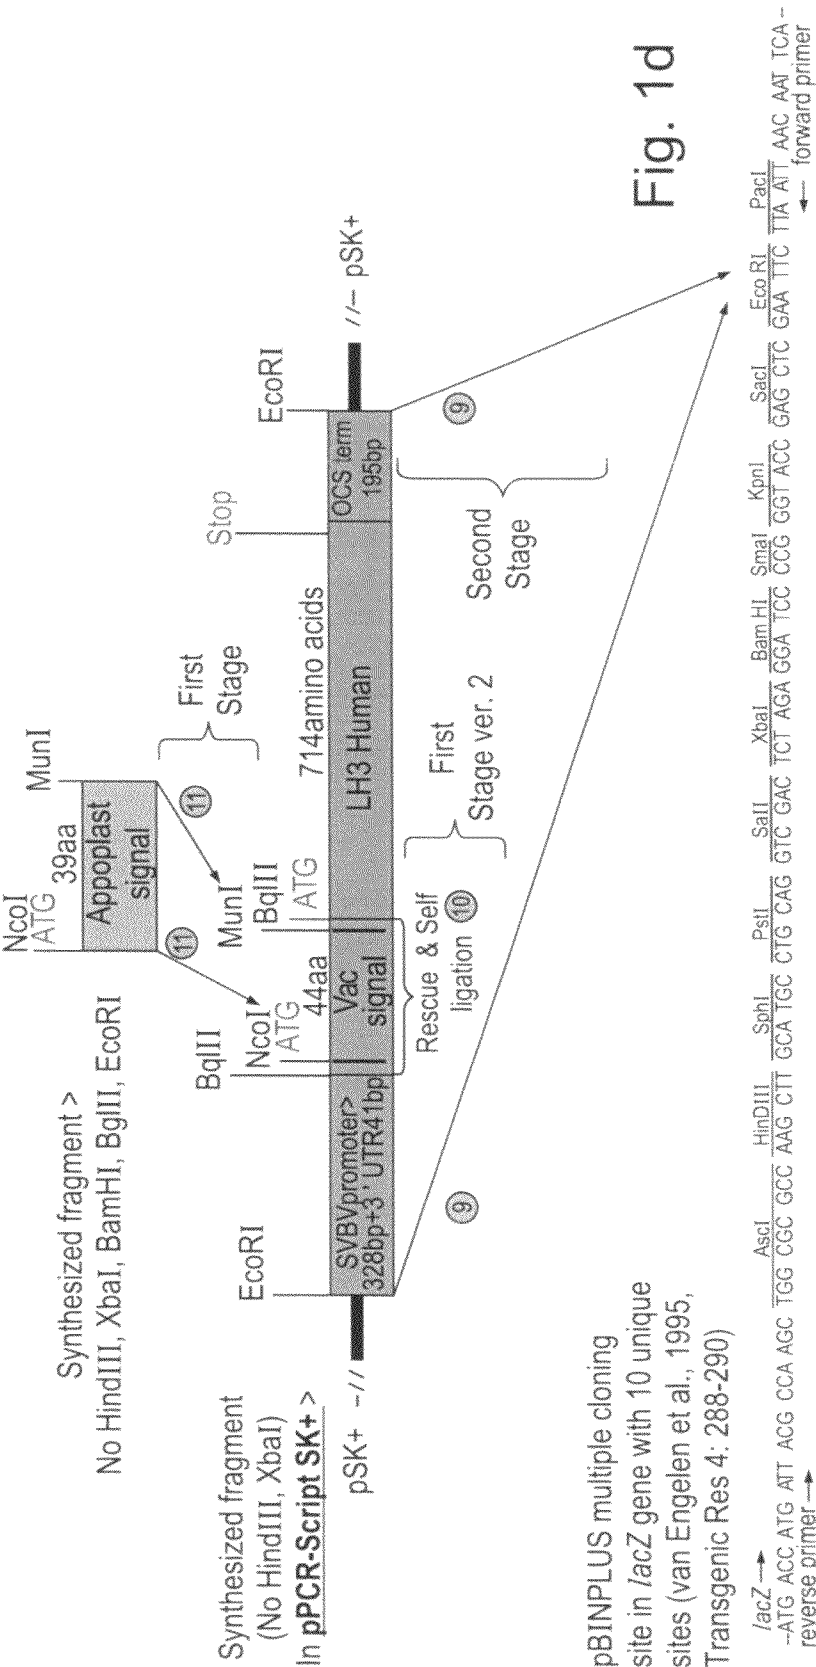 Synthesized fragment >
No HindIII, XbaI, BamHI, BglII, EcoRI
NcoI
ATG
39aa
MunI
Appoplast
signal
11
11
First
Stage
Synthesized fragment
(No HindIII, XbaI)
In pPCR-Script SK+ >
EcoRI
BqlII
NcoI
ATG
44aa
MunI
BqlII
ATG
714amino acids
Stop
EcoRI
pSK+ -//
SVBVpromoter>
328bp+3 ' UTR41bp
Vac
signal
LH3 Human
OCS term
195bp
//– pSK+
9
Rescue & Self
ligation 10
First
Stage ver. 2
Second
Stage
9
Fig. 1d
pBINPLUS multiple cloning
site in lacZ gene with 10 unique
sites (van Engelen et al., 1995,
Transgenic Res 4: 288-290)
lacZ → AscI HinDIII SphI PstI SalI XbaI Bam HI SmaI KpnI SacI Eco RI PacI
–ATG ACC ATG ATT ACG CCA AGC TGG CGC GCC AAG CTT GCA TGC CTG CAG GTC GAC TCT AGA GGA TCC CCG GGT ACC GAG CTC GAA TTC TTA ATT AAC AAT TCA –
reverse primer → ← forward primer